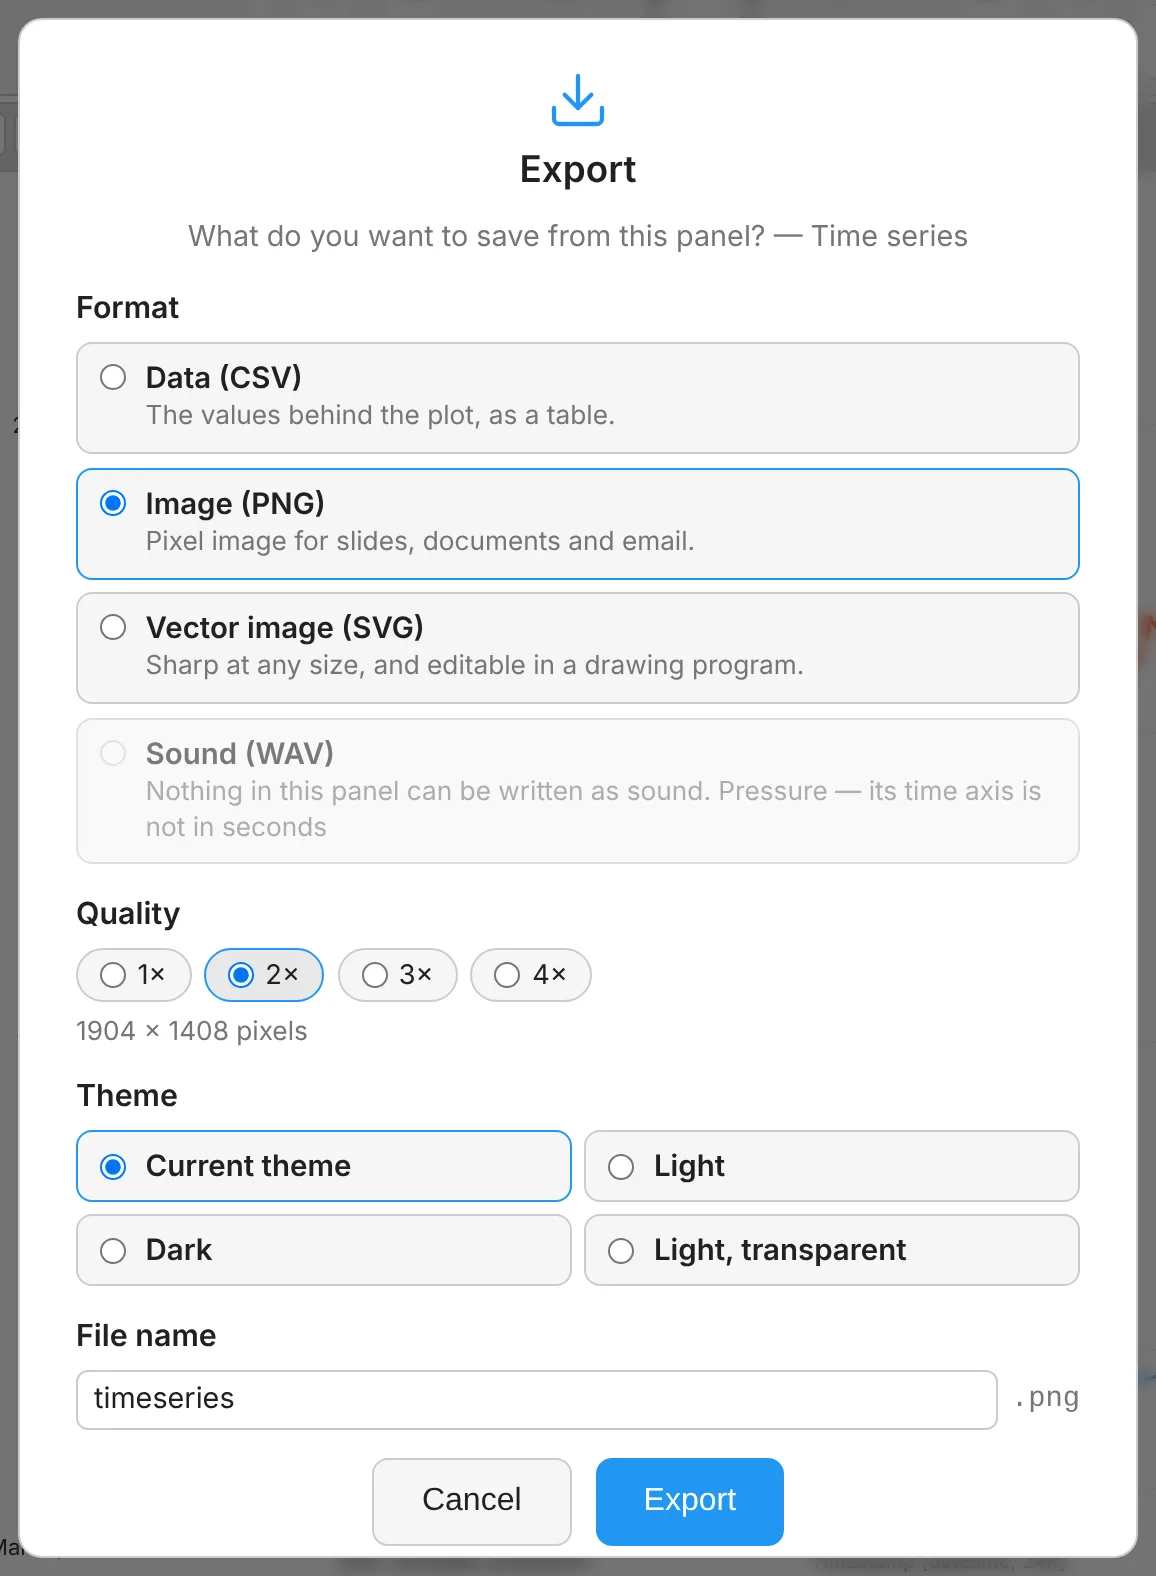 Export
What do you want to save from this panel? — Time series
Format
Data (CSV)
The values behind the plot, as a table.
Image (PNG)
Pixel image for slides, documents and email.
Vector image (SVG)
Sharp at any size, and editable in a drawing program.
Sound (WAV)
Nothing in this panel can be written as sound. Pressure — its time axis is
not in seconds
Quality
1× 2× 3× 4×
1904 × 1408 pixels
Theme
Current theme Light
Dark Light, transparent
File name
timeseries .png
Cancel Export